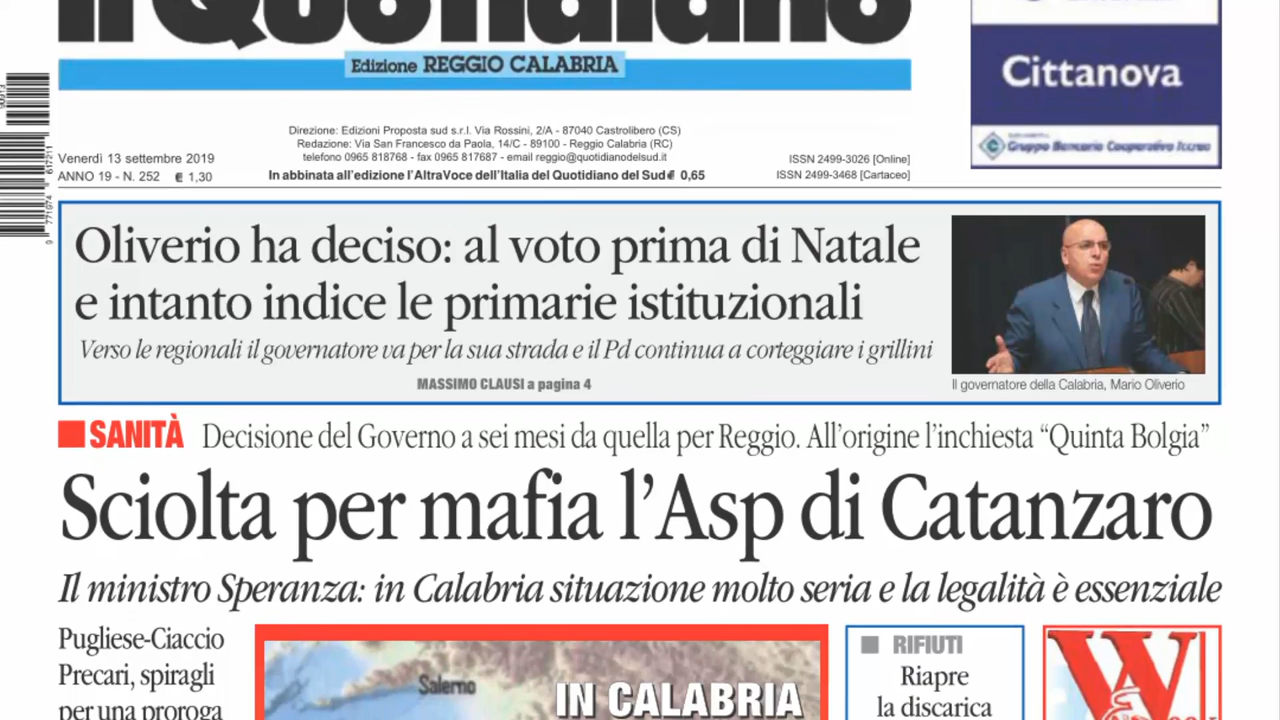 Il Quotidiano
Edizione REGGIO CALABRIA
Cittanova
Gruppo Bancario Cooperativo Iccrea
Direzione: Edizioni Proposta sud s.r.l. Via Rossini, 2/A - 87040 Castrolibero (CS)
Redazione: Via San Francesco da Paola, 14/C - 89100 - Reggio Calabria (RC)
telefono 0965 818768 - fax 0965 817687 - email reggio@quotidianodelsud.it
Venerdì 13 settembre 2019
ANNO 19 - N. 252 € 1,30
In abbinata all'edizione l'AltraVoce dell'Italia del Quotidiano del Sud € 0,65
ISSN 2499-3026 [Online]
ISSN 2499-3468 [Cartaceo]
Oliverio ha deciso: al voto prima di Natale
e intanto indice le primarie istituzionali
Verso le regionali il governatore va per la sua strada e il Pd continua a corteggiare i grillini
MASSIMO CLAUSI a pagina 4
Il governatore della Calabria, Mario Oliverio
SANITÀ Decisione del Governo a sei mesi da quella per Reggio. All'origine l'inchiesta “Quinta Bolgia”
Sciolta per mafia l'Asp di Catanzaro
Il ministro Speranza: in Calabria situazione molto seria e la legalità è essenziale
Pugliese-Ciaccio
Precari, spiragli
per una proroga
Salerno
IN CALABRIA
RIFIUTI
Riapre
la discarica
W